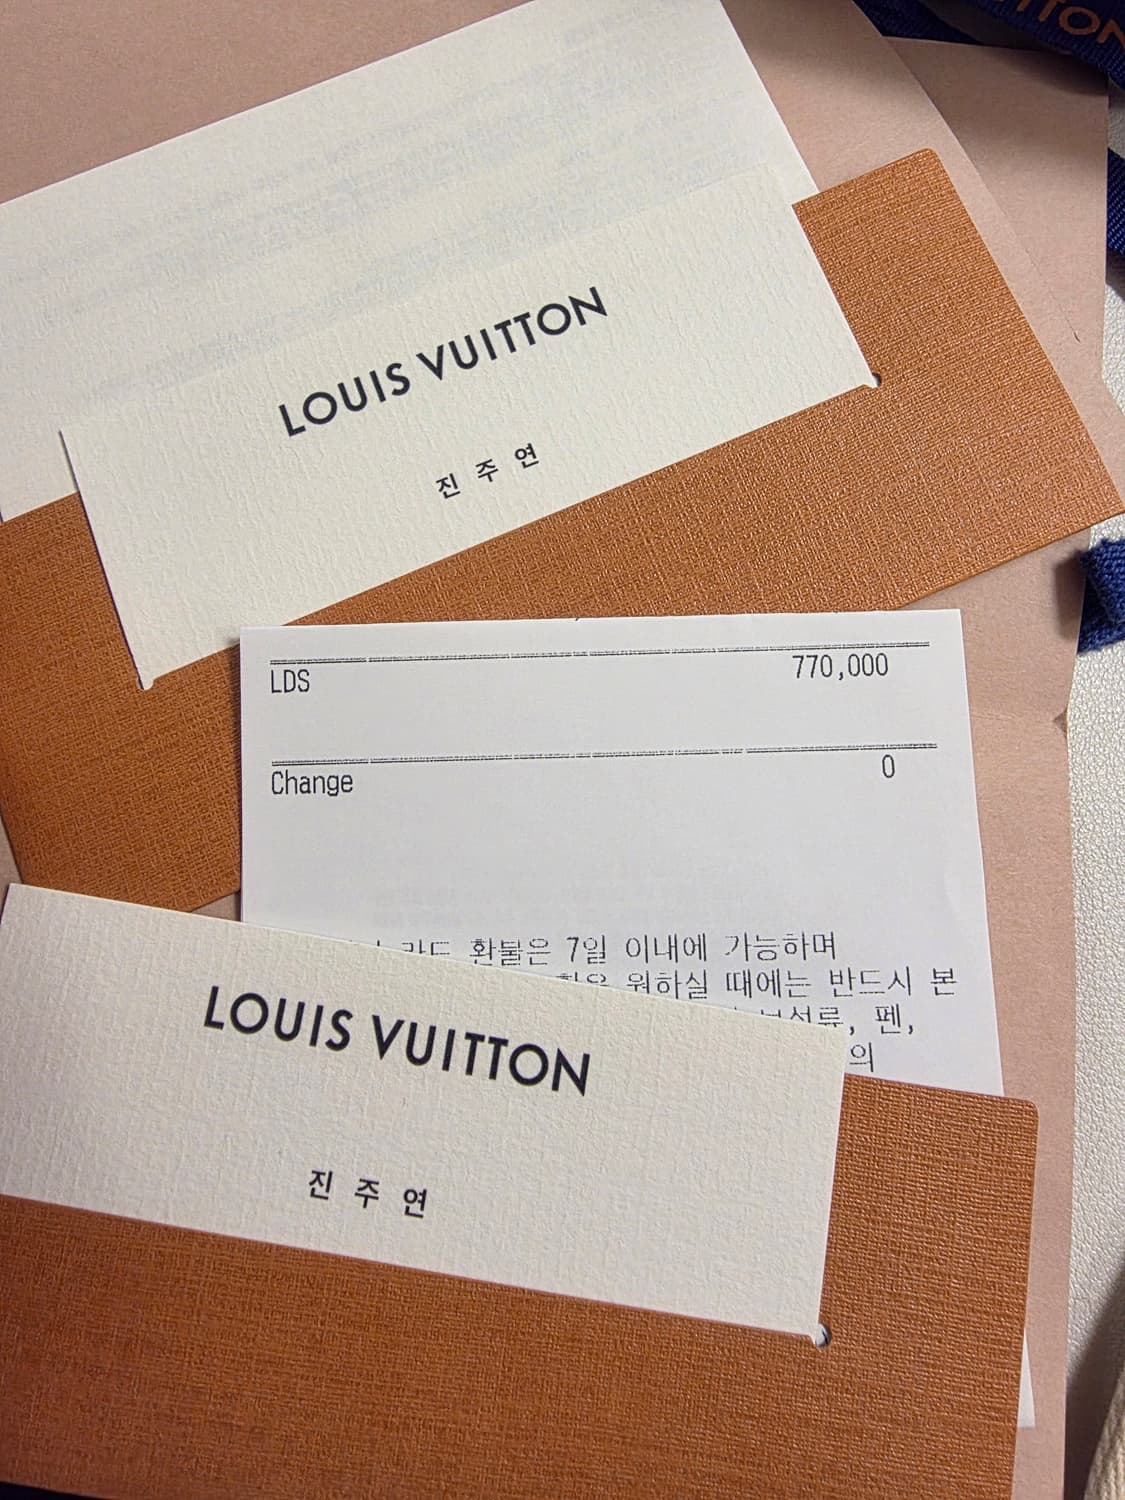 LOUIS VUITTON
진 주 연
LDS 770,000
Change 0
환불은 7일 이내에 가능하며
원하실 때에는 반드시 본
펜,
의
LOUIS VUITTON
진 주 연